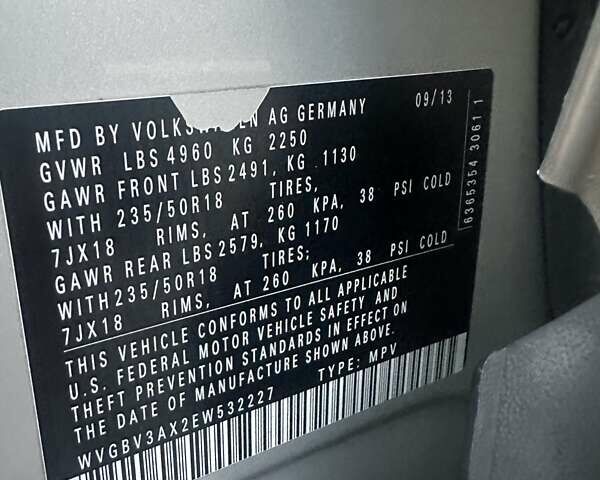 MFD BY VOLKSWAGEN AG GERMANY 09/13
GVWR LBS 4960 KG 2250
GAWR FRONT LBS 2491, KG 1130
WITH 235/50R18 TIRES,
7JX18 RIMS, AT 260 KPA, 38 PSI COLD
GAWR REAR LBS 2579, KG 1170
WITH 235/50R18 TIRES;
7JX18 RIMS, AT 260 KPA, 38 PSI COLD
THIS VEHICLE CONFORMS TO ALL APPLICABLE
U.S. FEDERAL MOTOR VEHICLE SAFETY AND
THEFT PREVENTION STANDARDS IN EFFECT ON
THE DATE OF MANUFACTURE SHOWN ABOVE.
WVGBV3AX2EW532227 TYPE: MPV
6365354 3061 1